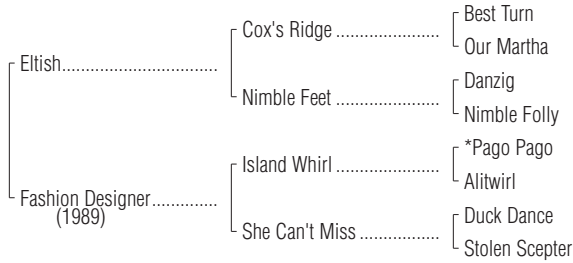 Best Turn
Cox's Ridge ....................
Our Martha
Eltish..............................
Danzig
Nimble Feet ....................
Nimble Folly
*Pago Pago
Island Whirl ....................
Alitwirl
Fashion Designer.............
(1989)
Duck Dance
She Can't Miss ...............
Stolen Scepter